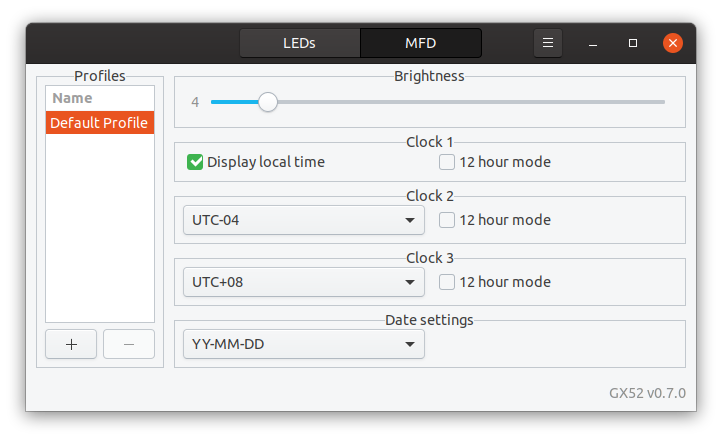 LEDs MFD
Profiles
Name
Default Profile
Brightness
4
Clock 1
Display local time 12 hour mode
Clock 2
UTC-04 12 hour mode
Clock 3
UTC+08 12 hour mode
Date settings
YY-MM-DD
GX52 v0.7.0